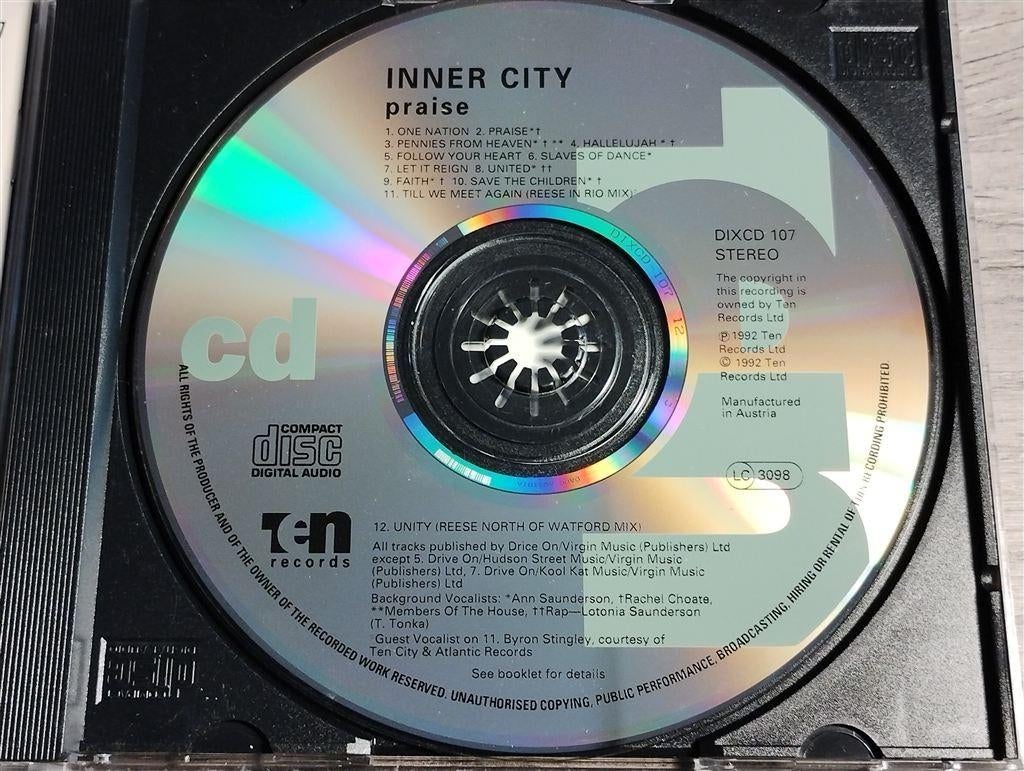 INNER CITY
praise
1. ONE NATION 2. PRAISE*†
3. PENNIES FROM HEAVEN* † ** 4. HALLELUJAH * †
5. FOLLOW YOUR HEART 6. SLAVES OF DANCE*
7. LET IT REIGN 8. UNITED* ††
9. FAITH* † 10. SAVE THE CHILDREN* †
11. TILL WE MEET AGAIN (REESE IN RIO MIX)
DIXCD 107
STEREO
The copyright in
this recording is
owned by Ten
Records Ltd
℗ 1992 Ten
Records Ltd
© 1992 Ten
Records Ltd
Manufactured
in Austria
LC 3098
DIXCD 107 12
cd
COMPACT
disc
DIGITAL AUDIO
Ten
records
12. UNITY (REESE NORTH OF WATFORD MIX)
All tracks published by Drice On/Virgin Music (Publishers) Ltd
except 5. Drive On/Hudson Street Music/Virgin Music
(Publishers) Ltd, 7. Drive On/Kool Kat Music/Virgin Music
(Publishers) Ltd
Background Vocalists: *Ann Saunderson, †Rachel Choate,
**Members Of The House, ††Rap—Lotonia Saunderson
(T. Tonka)
Guest Vocalist on 11. Byron Stingley, courtesy of
Ten City & Atlantic Records
See booklet for details
ALL RIGHTS OF THE PRODUCER AND OF THE OWNER OF THE RECORDED WORK RESERVED. UNAUTHORISED COPYING, PUBLIC PERFORMANCE, BROADCASTING, HIRING OR RENTAL OF THIS RECORDING PROHIBITED.